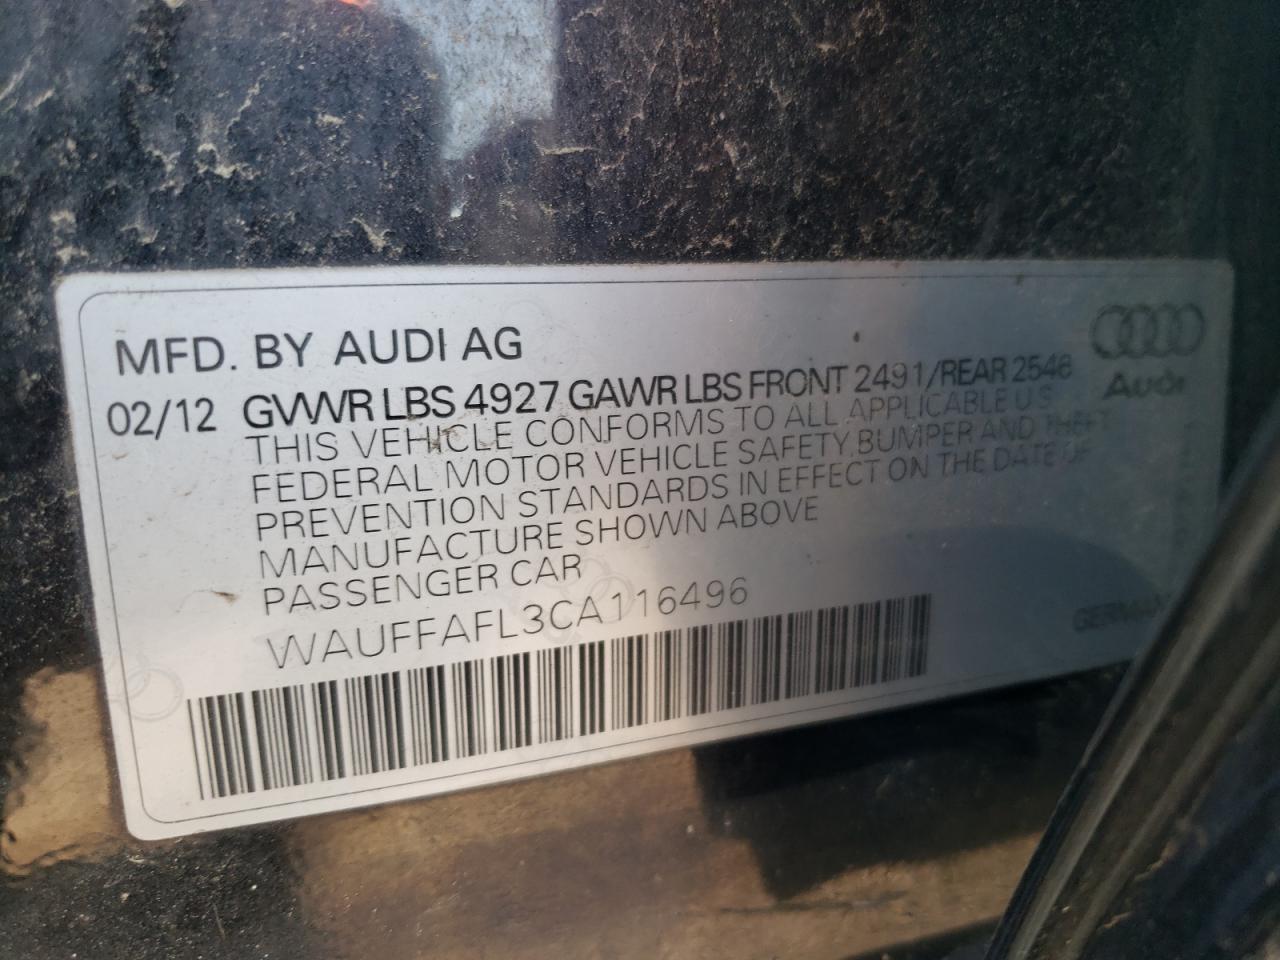 MFD. BY AUDI AG
02/12 GVWR LBS 4927 GAWR LBS FRONT 2491/REAR 2546
THIS VEHICLE CONFORMS TO ALL APPLICABLE U.S.
FEDERAL MOTOR VEHICLE SAFETY, BUMPER AND THEFT
PREVENTION STANDARDS IN EFFECT ON THE DATE OF
MANUFACTURE SHOWN ABOVE
PASSENGER CAR
WAUFFAFL3CA116496
Audi
GERMANY